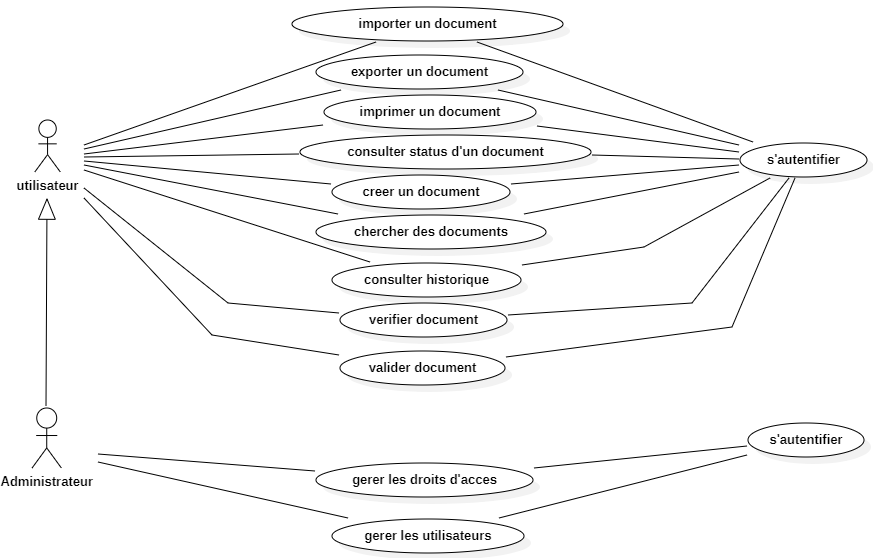 importer un document
exporter un document
imprimer un document
consulter status d'un document
s'autentifier
utilisateur
creer un document
chercher des documents
consulter historique
verifier document
valider document
s'autentifier
Administrateur
gerer les droits d'acces
gerer les utilisateurs